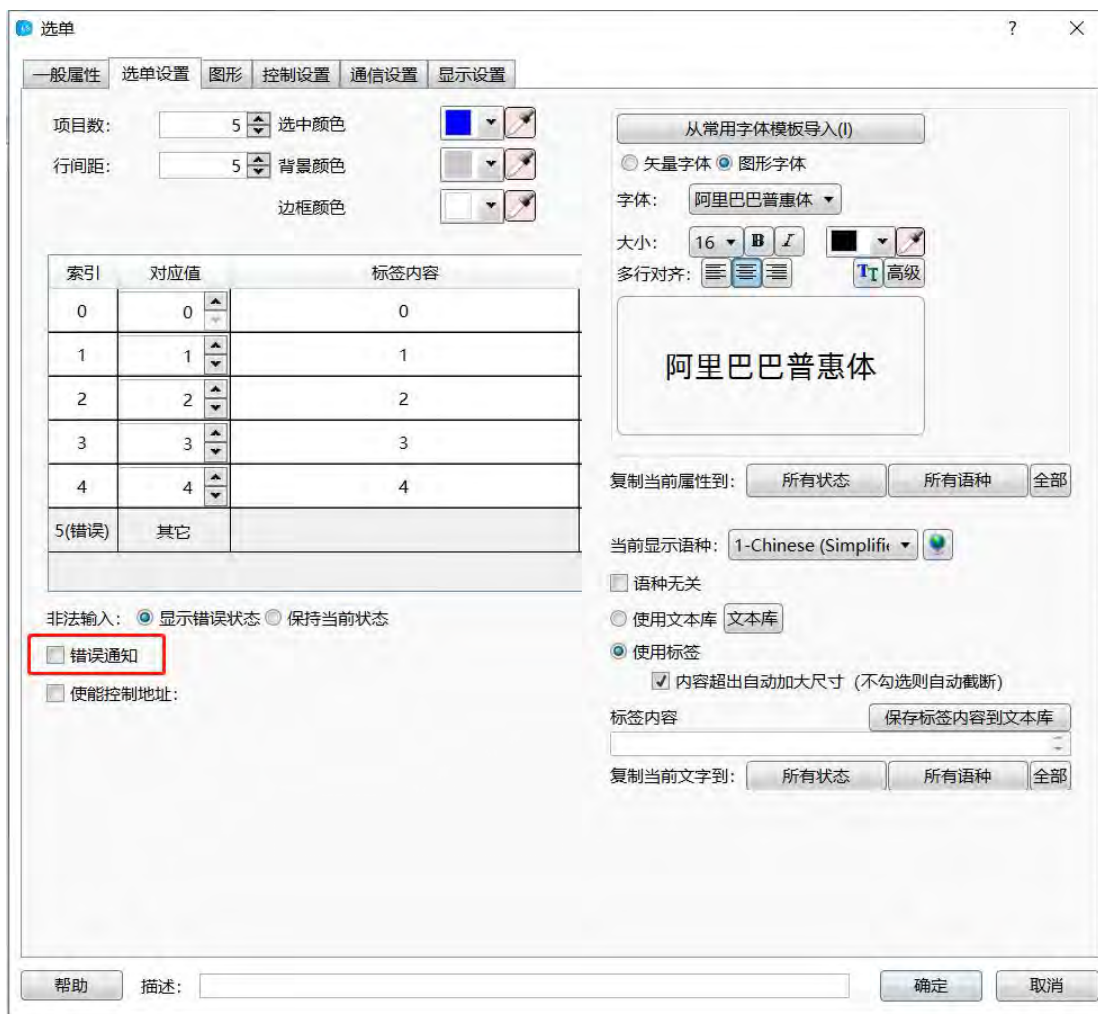 选单
?
一般属性 选单设置 图形 控制设置 通信设置 显示设置
项目数: 5 选中颜色
行间距: 5 背景颜色
边框颜色
索引 对应值 标签内容
0 0 0
1 1 1
2 2 2
3 3 3
4 4 4
5(错误) 其它
非法输入: 显示错误状态 保持当前状态
错误通知
使能控制地址:
从常用字体模板导入(I)
矢量字体 图形字体
字体: 阿里巴巴普惠体
大小: 16 B I
多行对齐: TT 高级
阿里巴巴普惠体
复制当前属性到: 所有状态 所有语种 全部
当前显示语种: 1-Chinese (Simplifi
语种无关
使用文本库 文本库
使用标签
内容超出自动加大尺寸 (不勾选则自动截断)
标签内容 保存标签内容到文本库
复制当前文字到: 所有状态 所有语种 全部
帮助 描述: 确定 取消